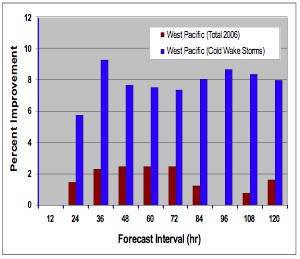 12
10
8
6
4
2
0
Percent Improvement
West Pacific (Total 2006)
West Pacific (Cold Wake Storms)
12 24 36 48 60 72 84 96 108 120
Forecast Interval (hr)